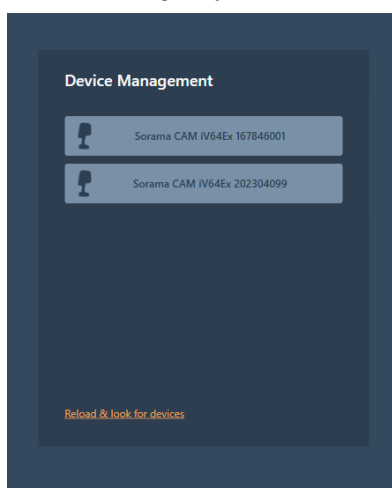 Device Management
Sorama CAM iV64Ex 167846001
Sorama CAM iV64Ex 202304099
Reload & look for devices